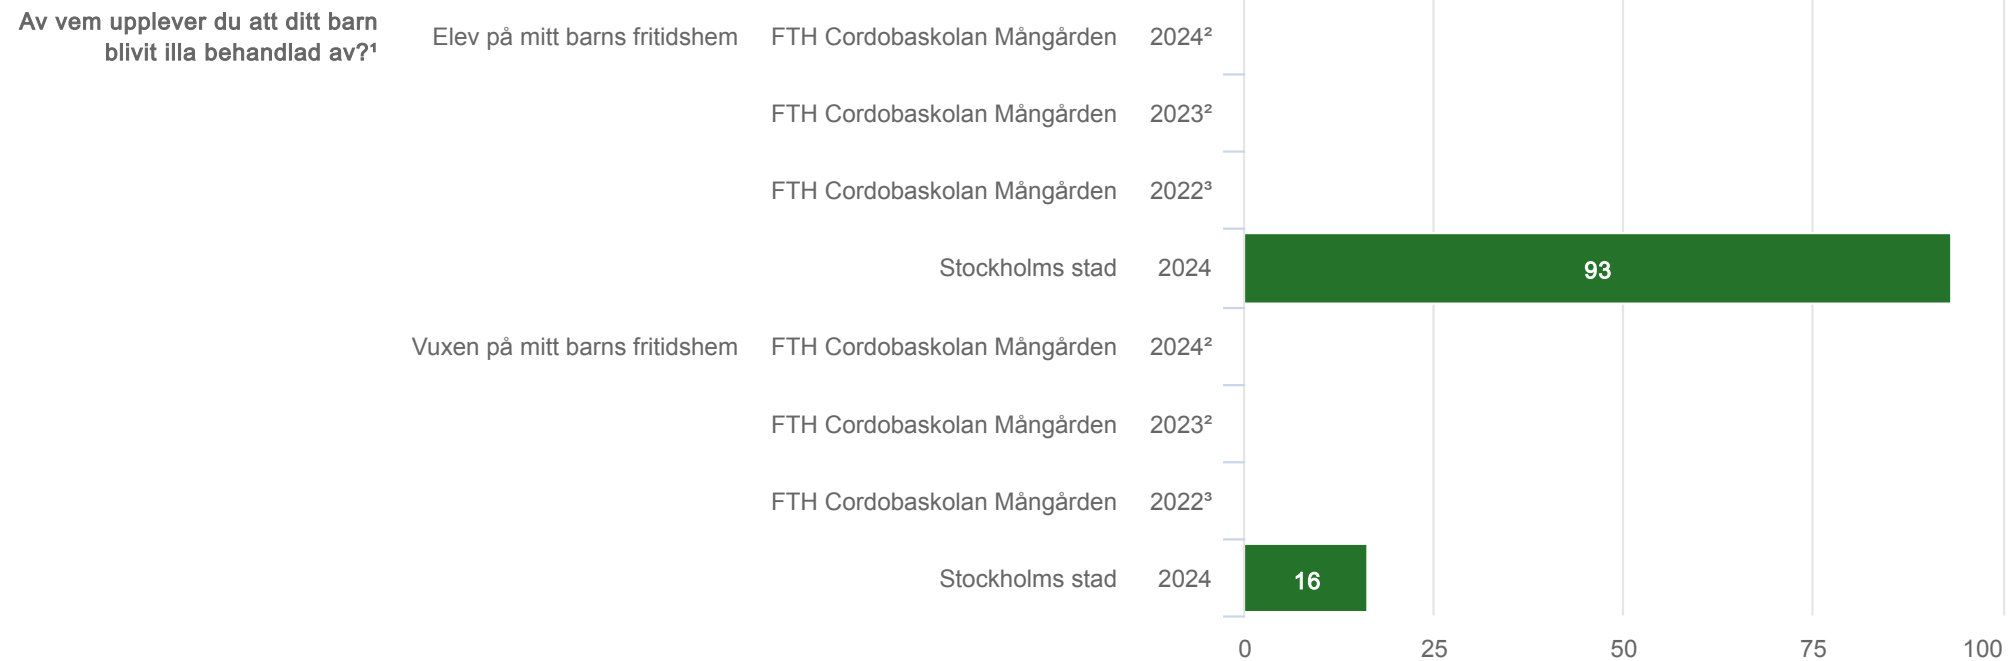 Av vem upplever du att ditt barn
blivit illa behandlad av?¹
Elev på mitt barns fritidshem FTH Cordobaskolan Mångården 2024²
FTH Cordobaskolan Mångården 2023²
FTH Cordobaskolan Mångården 2022³
Stockholms stad 2024 93
Vuxen på mitt barns fritidshem FTH Cordobaskolan Mångården 2024²
FTH Cordobaskolan Mångården 2023²
FTH Cordobaskolan Mångården 2022³
Stockholms stad 2024 16
0 25 50 75 100